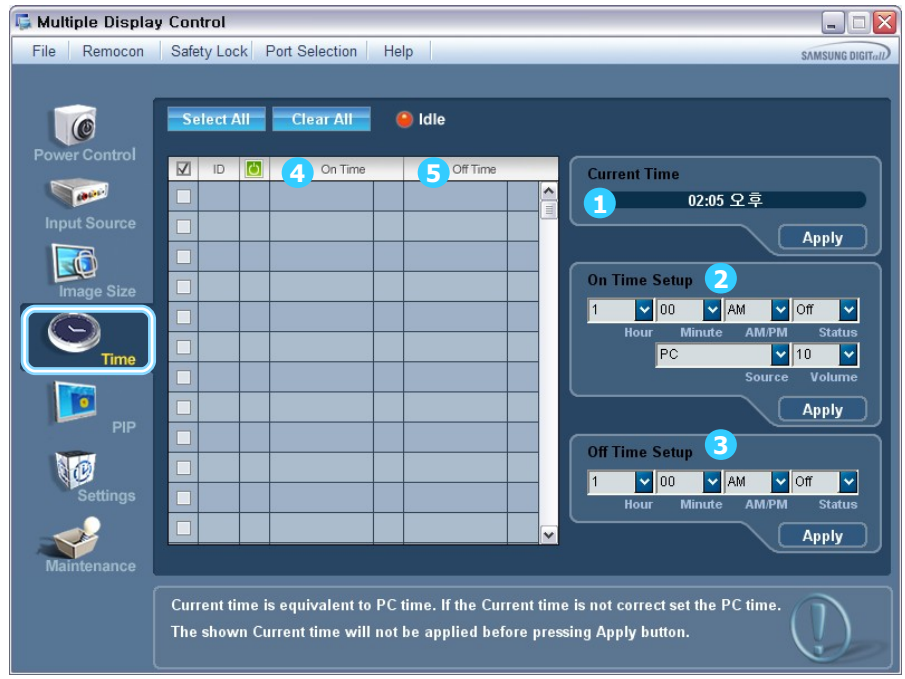 Multiple Display Control
File Remocon Safety Lock Port Selection Help
SAMSUNG DIGITall
Power Control
Input Source
Image Size
Time
PIP
Settings
Maintenance
Select All Clear All Idle
ID 4 On Time 5 Off Time
Current Time
1 02:05 오후
Apply
On Time Setup 2
1 00 AM Off
Hour Minute AM/PM Status
PC 10
Source Volume
Apply
Off Time Setup 3
1 00 AM Off
Hour Minute AM/PM Status
Apply
Current time is equivalent to PC time. If the Current time is not correct set the PC time.
The shown Current time will not be applied before pressing Apply button.